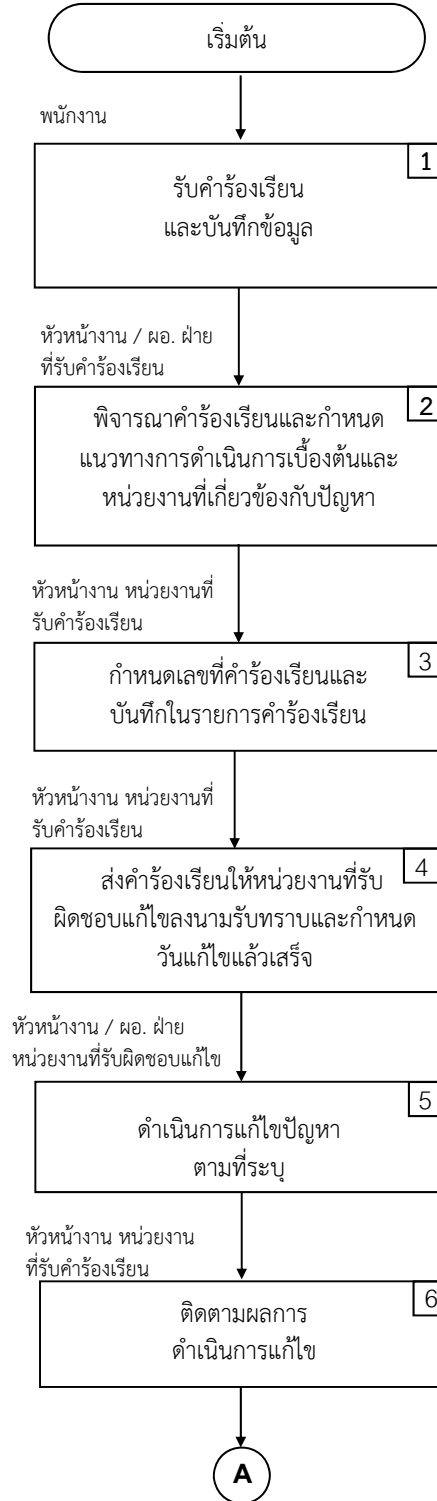 เริ่มต้น
พนักงาน
1
รับคำร้องเรียน
และบันทึกข้อมูล
หัวหน้างาน / ผอ. ฝ่าย
ที่รับคำร้องเรียน
2
พิจารณาคำร้องเรียนและกำหนด
แนวทางการดำเนินการเบื้องต้นและ
หน่วยงานที่เกี่ยวข้องกับปัญหา
หัวหน้างาน หน่วยงานที่
รับคำร้องเรียน
3
กำหนดเลขที่คำร้องเรียนและ
บันทึกในรายการคำร้องเรียน
หัวหน้างาน หน่วยงานที่
รับคำร้องเรียน
4
ส่งคำร้องเรียนให้หน่วยงานที่รับ
ผิดชอบแก้ไขลงนามรับทราบและกำหนด
วันแก้ไขแล้วเสร็จ
หัวหน้างาน / ผอ. ฝ่าย
หน่วยงานที่รับผิดชอบแก้ไข
5
ดำเนินการแก้ไขปัญหา
ตามที่ระบุ
หัวหน้างาน หน่วยงาน
ที่รับคำร้องเรียน
6
ติดตามผลการ
ดำเนินการแก้ไข
A